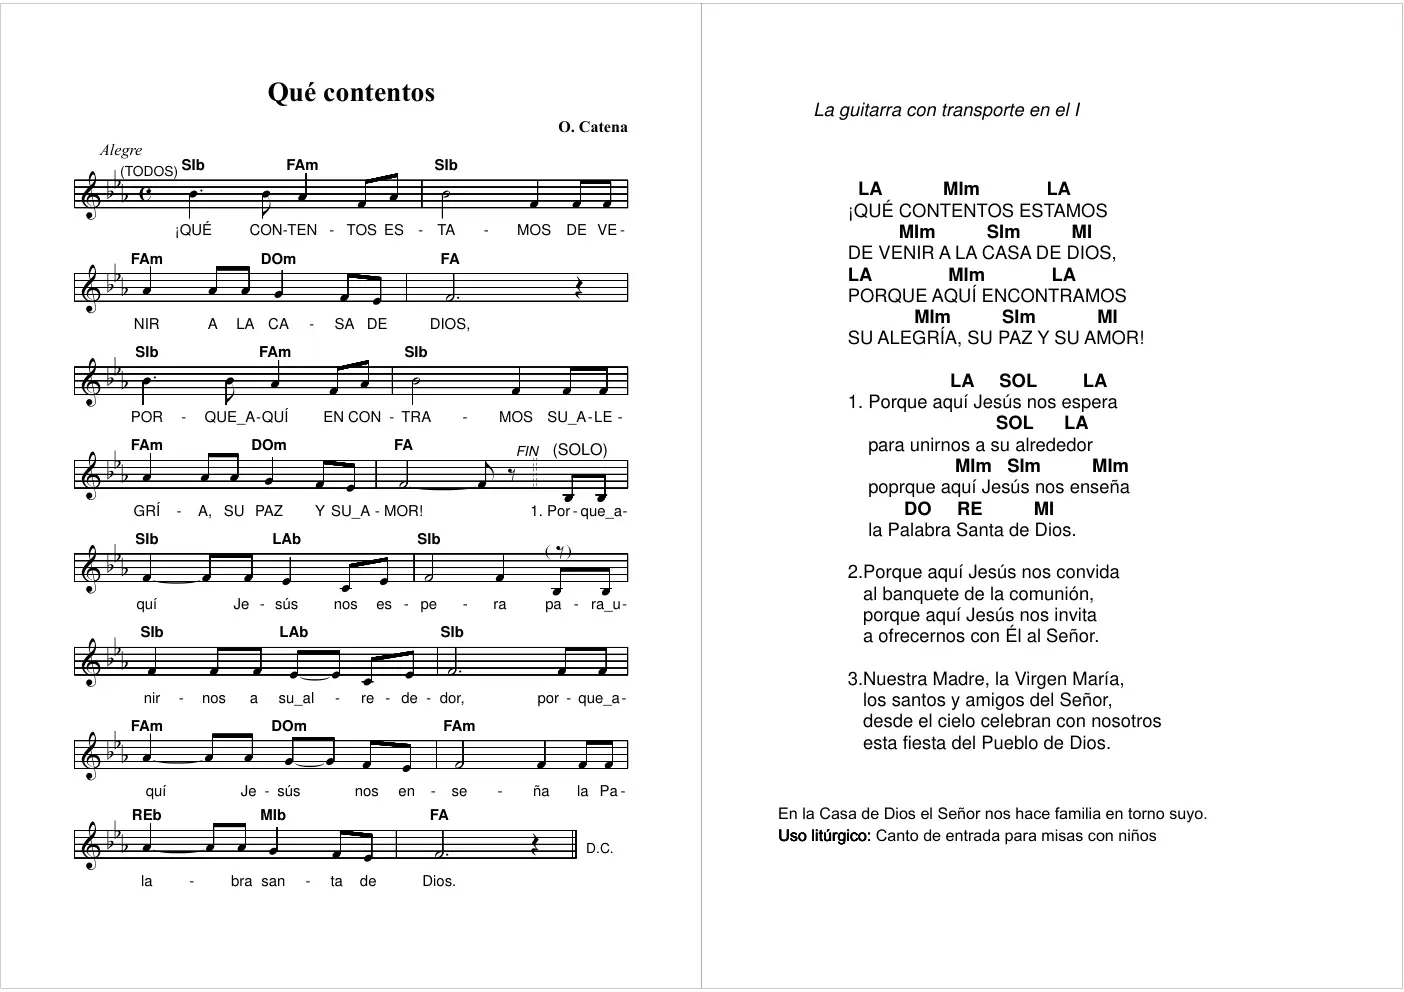 Qué contentos
O. Catena
Alegre
(TODOS) SIb FAm SIb
¡QUÉ CON-TEN - TOS ES - TA - MOS DE VE -
FAm DOm FA
NIR A LA CA - SA DE DIOS,
SIb FAm SIb
POR - QUE_A-QUÍ EN CON - TRA - MOS SU_A-LE -
FAm DOm FA FIN (SOLO)
GRÍ - A, SU PAZ Y SU_A - MOR! 1. Por - que_a-
SIb LAb SIb
quí Je - sús nos es - pe - ra pa - ra_u-
SIb LAb SIb
nir - nos a su_al - re - de - dor, por - que_a-
FAm DOm FAm
quí Je - sús nos en - se - ña la Pa -
REb MIb FA
la - bra san - ta de Dios.
D.C.
La guitarra con transporte en el I
LA MIm LA
¡QUÉ CONTENTOS ESTAMOS
MIm SIm MI
DE VENIR A LA CASA DE DIOS,
LA MIm LA
PORQUE AQUÍ ENCONTRAMOS
MIm SIm MI
SU ALEGRÍA, SU PAZ Y SU AMOR!
LA SOL LA
1. Porque aquí Jesús nos espera
SOL LA
para unirnos a su alrededor
MIm SIm MIm
poprque aquí Jesús nos enseña
DO RE MI
la Palabra Santa de Dios.
2.Porque aquí Jesús nos convida
al banquete de la comunión,
porque aquí Jesús nos invita
a ofrecernos con Él al Señor.
3.Nuestra Madre, la Virgen María,
los santos y amigos del Señor,
desde el cielo celebran con nosotros
esta fiesta del Pueblo de Dios.
En la Casa de Dios el Señor nos hace familia en torno suyo.
Uso litúrgico: Canto de entrada para misas con niños